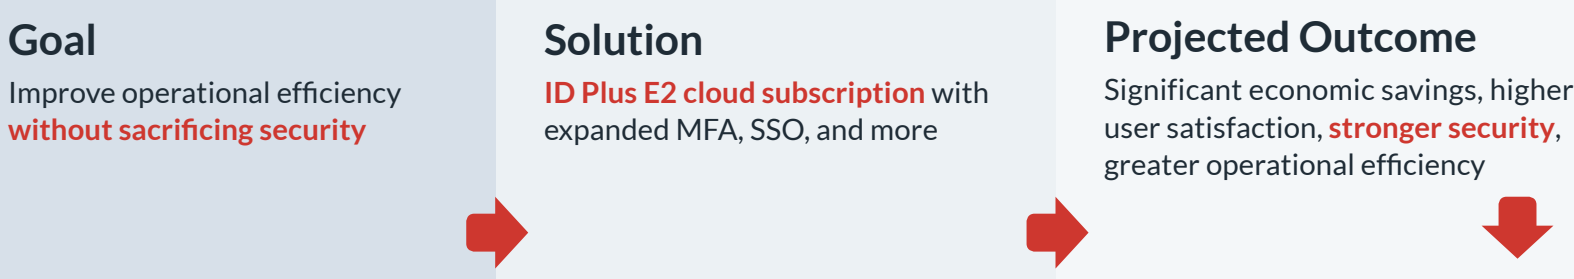 Goal
Improve operational efficiency
without sacrificing security
Solution
ID Plus E2 cloud subscription with
expanded MFA, SSO, and more
Projected Outcome
Significant economic savings, higher
user satisfaction, stronger security,
greater operational efficiency